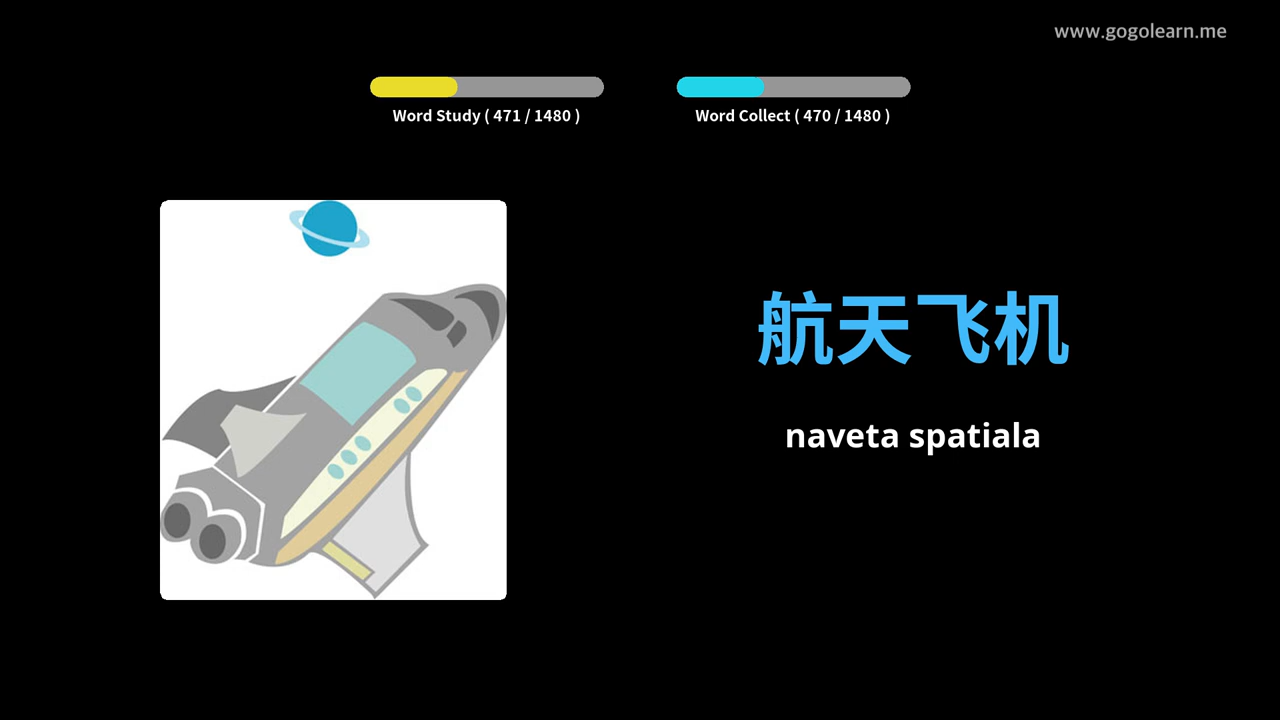 www.gogolearn.me
Word Study ( 471 / 1480 )
Word Collect ( 470 / 1480 )
航天飞机
naveta spatiala